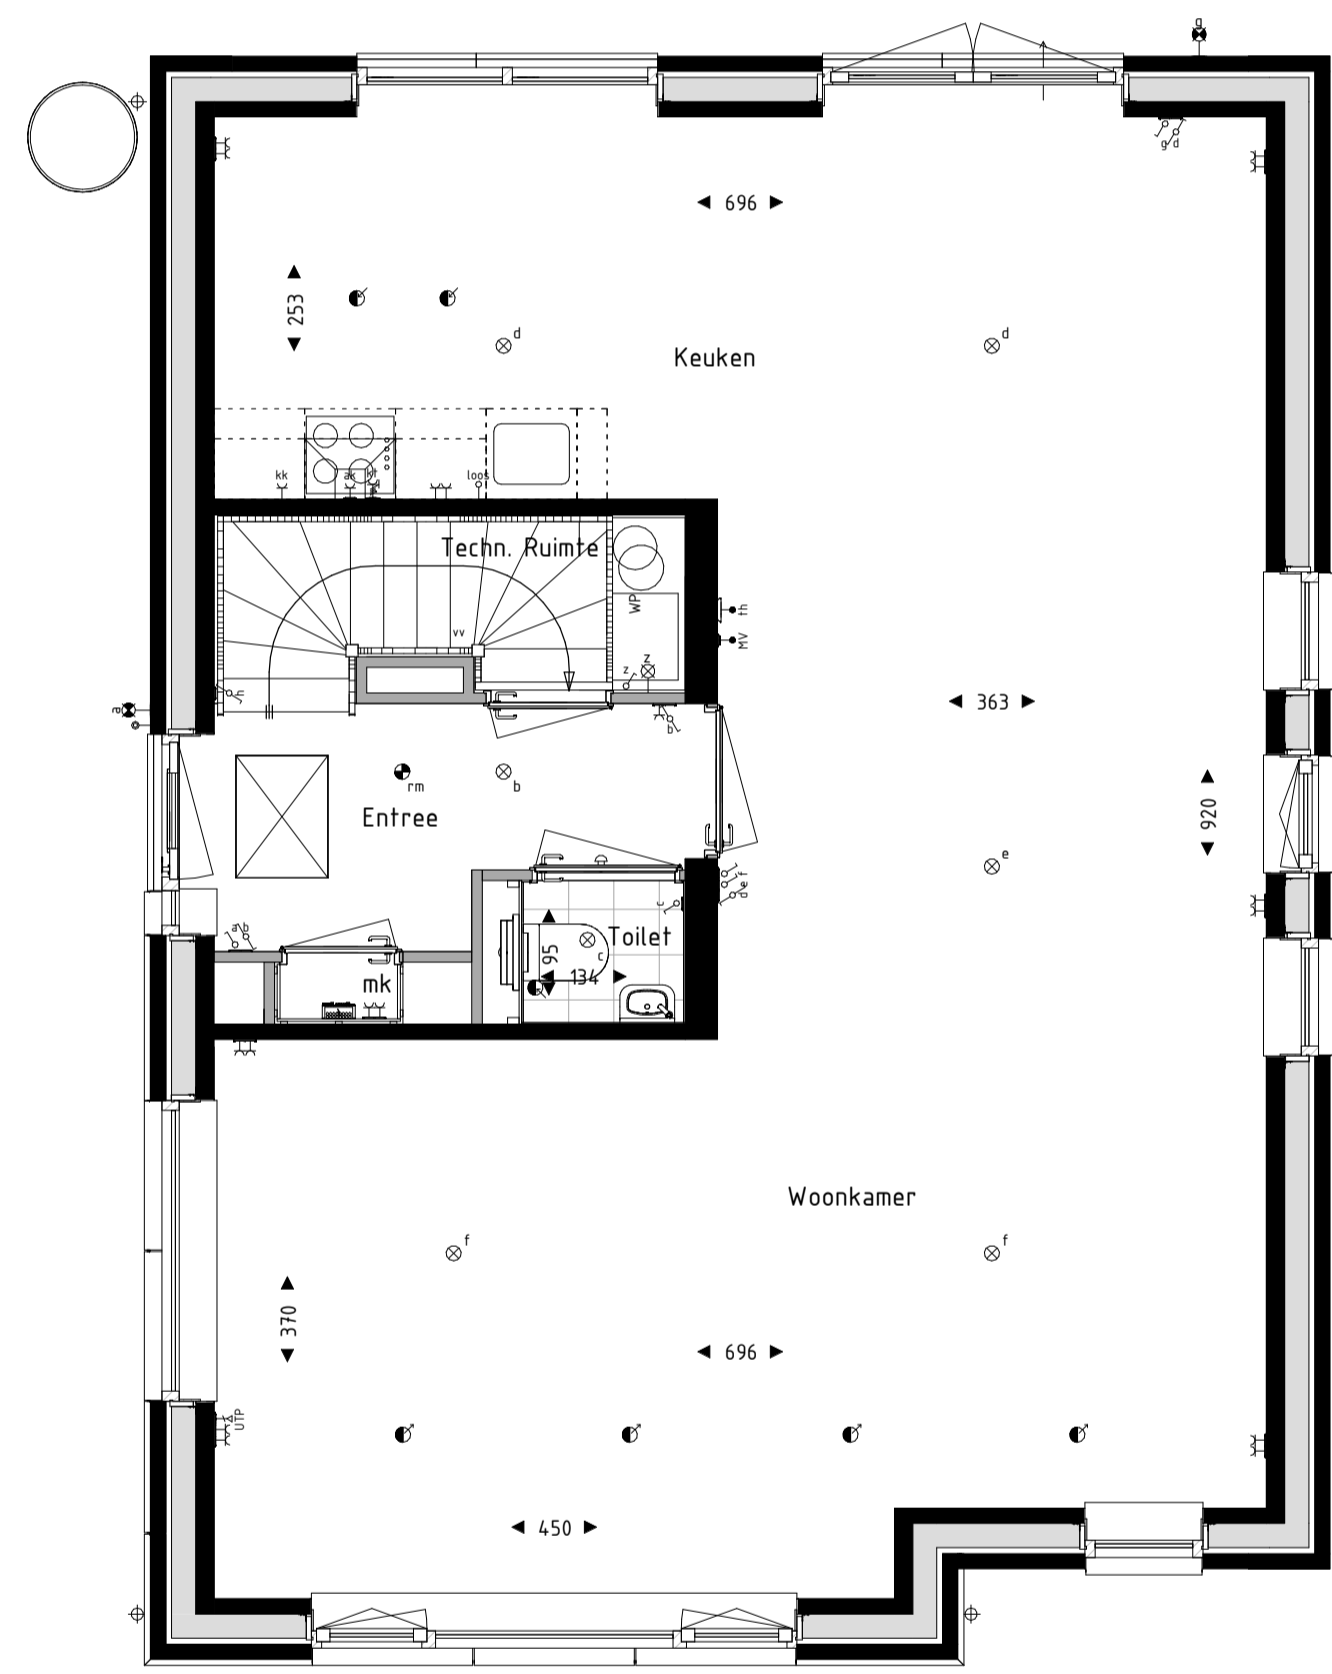 g
g d
696
253
d
d
Keuken
kk
ak
kt
loos
Techn. Ruimte
WP
th
MV
vv
z
z
h
a
b
363
rm
b
Entree
920
e
d e f
a b
c
Toilet
95
c
134
mk
Woonkamer
f
f
370
696
UTP
450